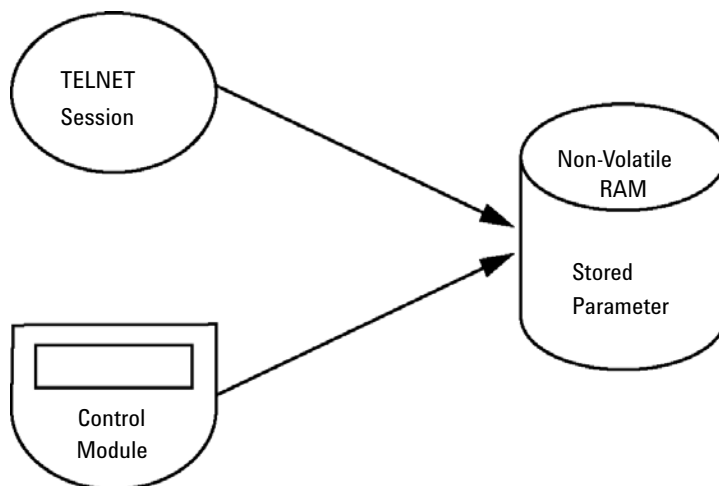 TELNET
Session
Non-Volatile
RAM
Stored
Parameter
Control
Module